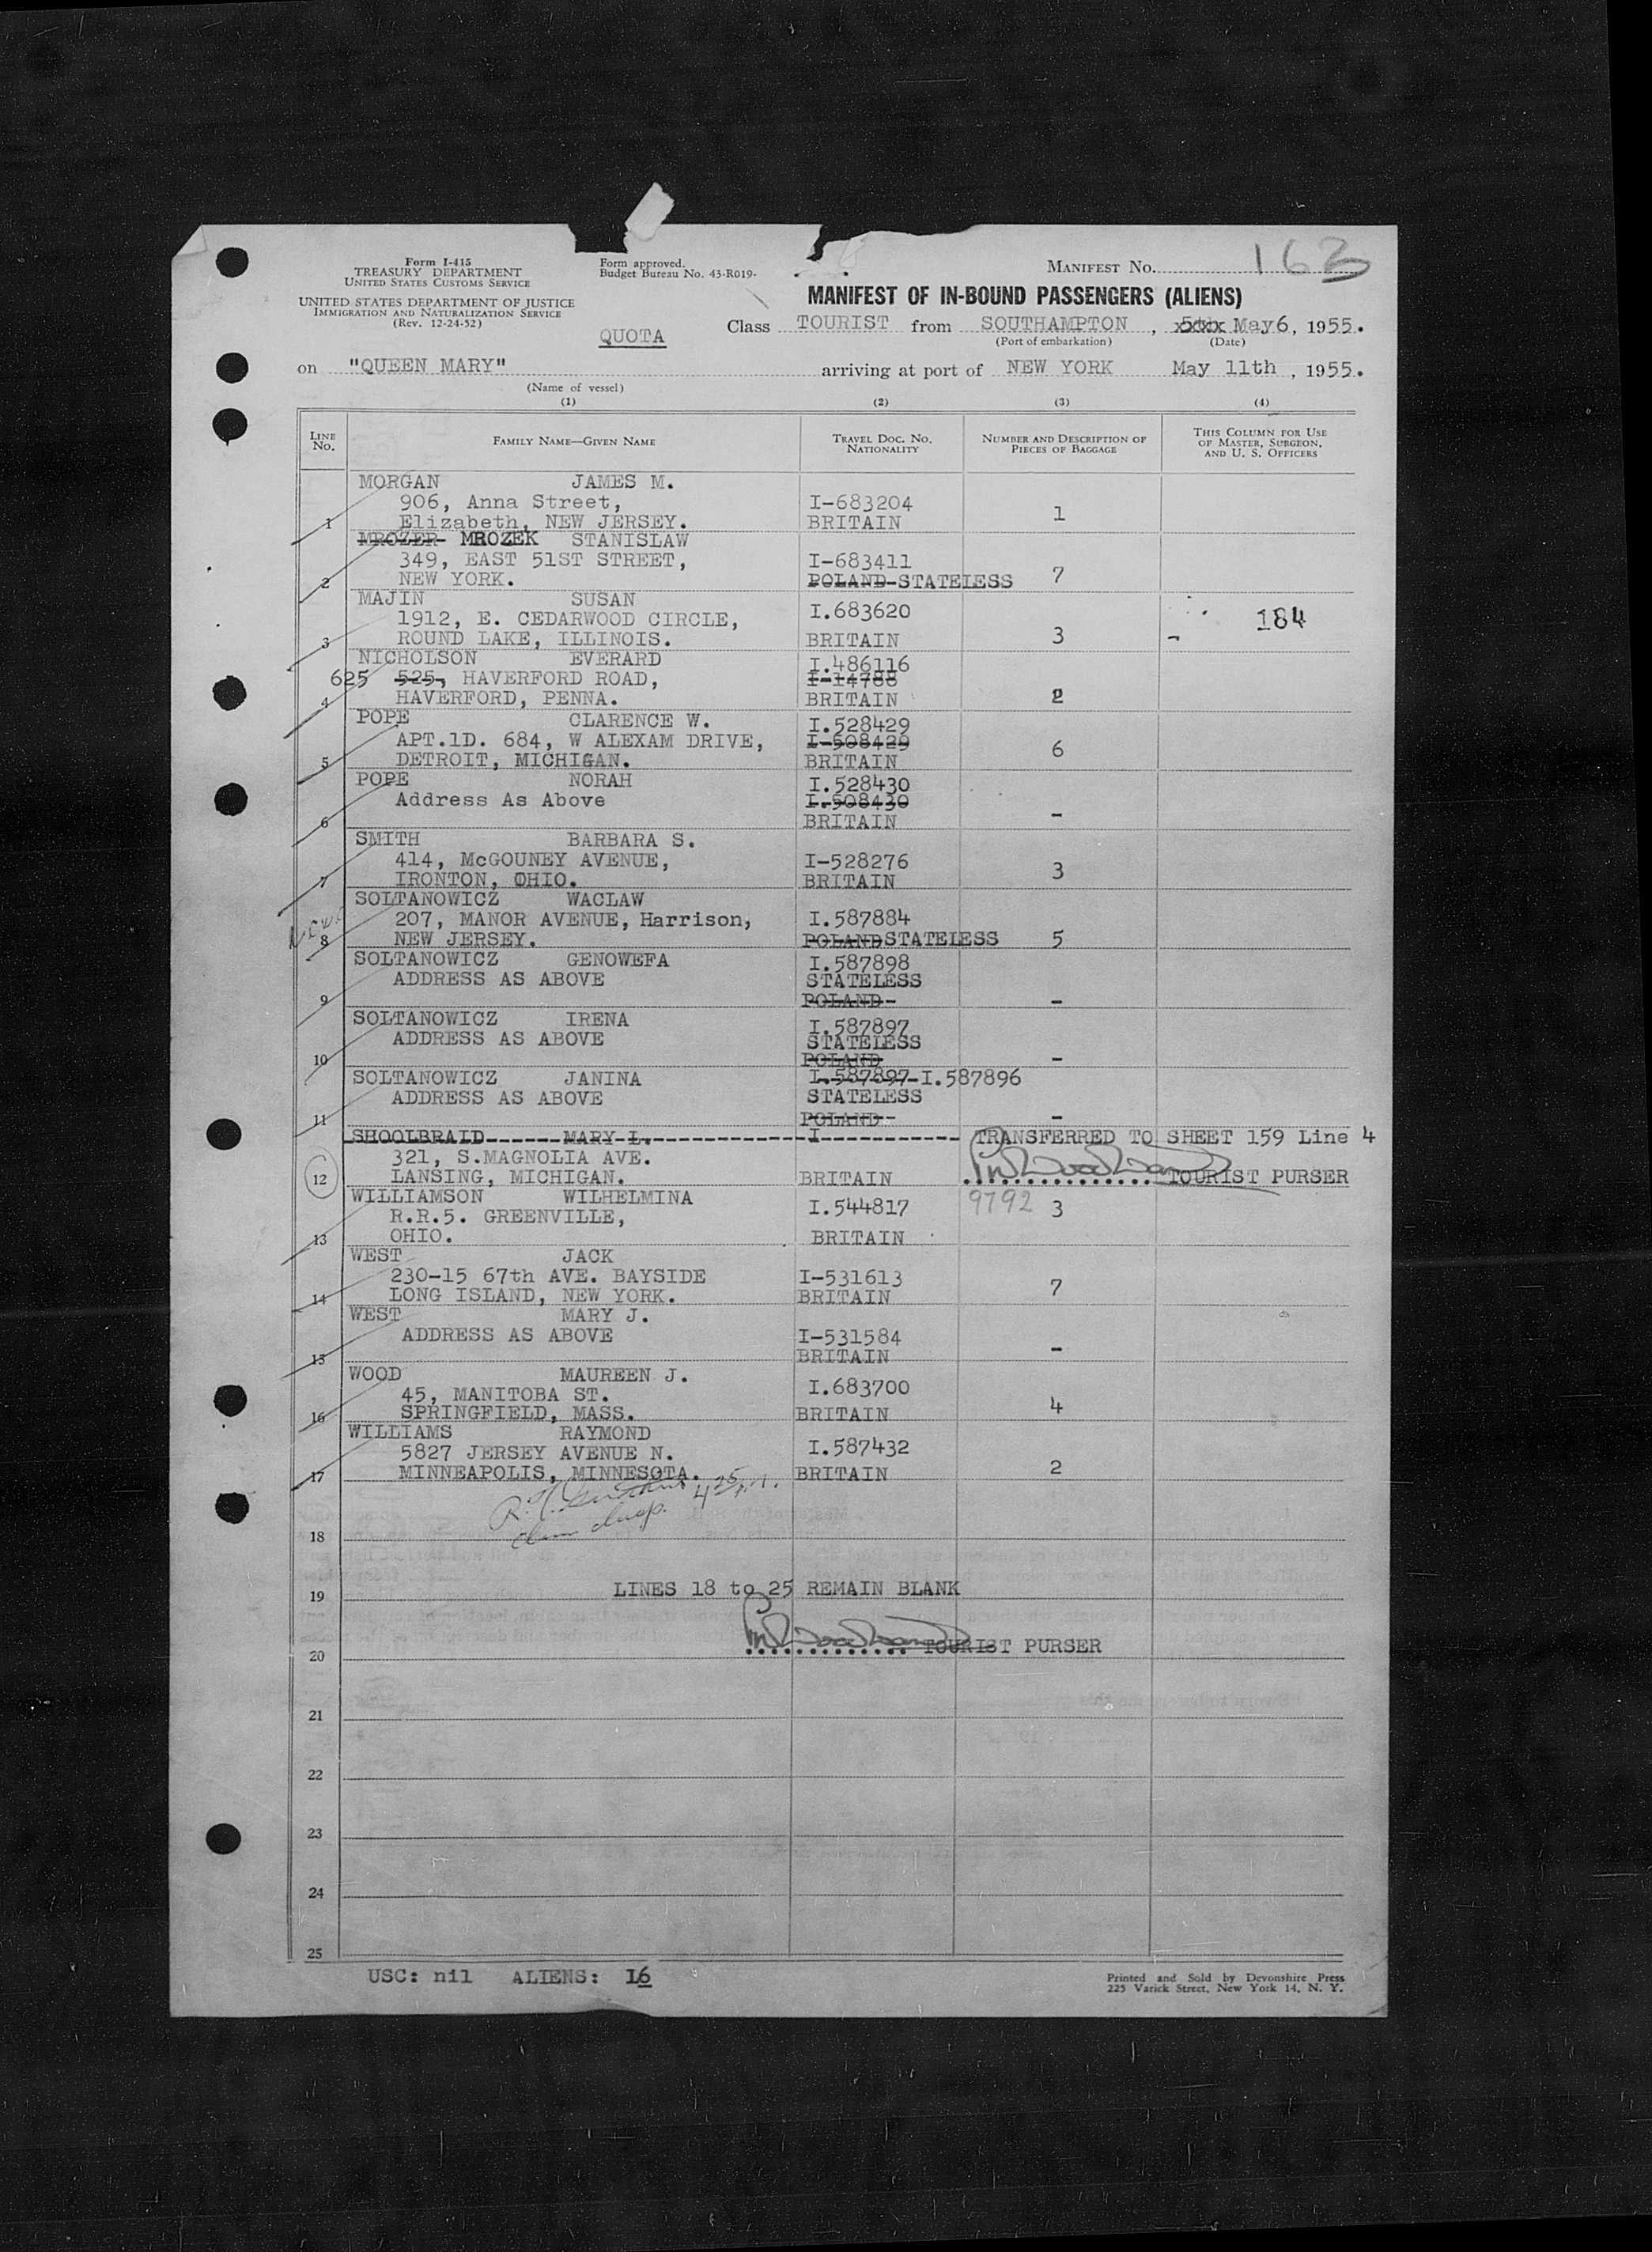 Form I-415
TREASURY DEPARTMENT
UNITED STATES CUSTOMS SERVICE
UNITED STATES DEPARTMENT OF JUSTICE
IMMIGRATION AND NATURALIZATION SERVICE
(Rev. 12-24-52)
Form approved.
Budget Bureau No. 43-R019-
MANIFEST No. 163
MANIFEST OF IN-BOUND PASSENGERS (ALIENS)
QUOTA
Class TOURIST from SOUTHAMPTON, 5th May 6, 1955.
(Port of embarkation) (Date)
on "QUEEN MARY" arriving at port of NEW YORK May 11th, 1955.
(Name of vessel)
(1) (2) (3) (4)
LINE No. FAMILY NAME—GIVEN NAME TRAVEL DOC. No. NATIONALITY NUMBER AND DESCRIPTION OF PIECES OF BAGGAGE THIS COLUMN FOR USE OF MASTER, SURGEON, AND U. S. OFFICERS
MORGAN JAMES M.
906, Anna Street, I-683204
1 Elizabeth, NEW JERSEY. BRITAIN 1
MROZER MROZEK STANISLAW
349, EAST 51ST STREET, I-683411
2 NEW YORK. POLAND-STATELESS 7
MAJIN SUSAN
1912, E. CEDARWOOD CIRCLE, I.683620 184
3 ROUND LAKE, ILLINOIS. BRITAIN 3 -
NICHOLSON EVERARD I.486116
625 525, HAVERFORD ROAD, I-14788
4 HAVERFORD, PENNA. BRITAIN 2
POPE CLARENCE W. I.528429
APT.1D. 684, W ALEXAM DRIVE, I-508429
5 DETROIT, MICHIGAN. BRITAIN 6
POPE NORAH I.528430
Address As Above I.508430
6 BRITAIN -
SMITH BARBARA S.
414, McGOUNEY AVENUE, I-528276
7 IRONTON, OHIO. BRITAIN 3
SOLTANOWICZ WACLAW
207, MANOR AVENUE, Harrison, I.587884
8 NEW JERSEY. POLAND STATELESS 5
SOLTANOWICZ GENOWEFA I.587898
ADDRESS AS ABOVE STATELESS
9 POLAND- -
SOLTANOWICZ IRENA I.587897
ADDRESS AS ABOVE STATELESS
10 POLAND -
SOLTANOWICZ JANINA I.587897-I.587896
ADDRESS AS ABOVE STATELESS
11 POLAND- -
SHOOLBRAID MARY L. I TRANSFERRED TO SHEET 159 Line 4
321, S.MAGNOLIA AVE.
12 LANSING, MICHIGAN. BRITAIN TOURIST PURSER
WILLIAMSON WILHELMINA
R.R.5. GREENVILLE, I.544817 9792 3
13 OHIO. BRITAIN
WEST JACK
230-15 67th AVE. BAYSIDE I-531613
14 LONG ISLAND, NEW YORK. BRITAIN 7
WEST MARY J.
ADDRESS AS ABOVE I-531584
15 BRITAIN -
WOOD MAUREEN J.
45, MANITOBA ST. I.683700
16 SPRINGFIELD, MASS. BRITAIN 4
WILLIAMS RAYMOND
5827 JERSEY AVENUE N. I.587432
17 MINNEAPOLIS, MINNESOTA. BRITAIN 2
18
19 LINES 18 to 25 REMAIN BLANK
20 TOURIST PURSER
21
22
23
24
25
USC: nil ALIENS: 16
Printed and Sold by Devonshire Press
225 Varick Street, New York 14, N. Y.